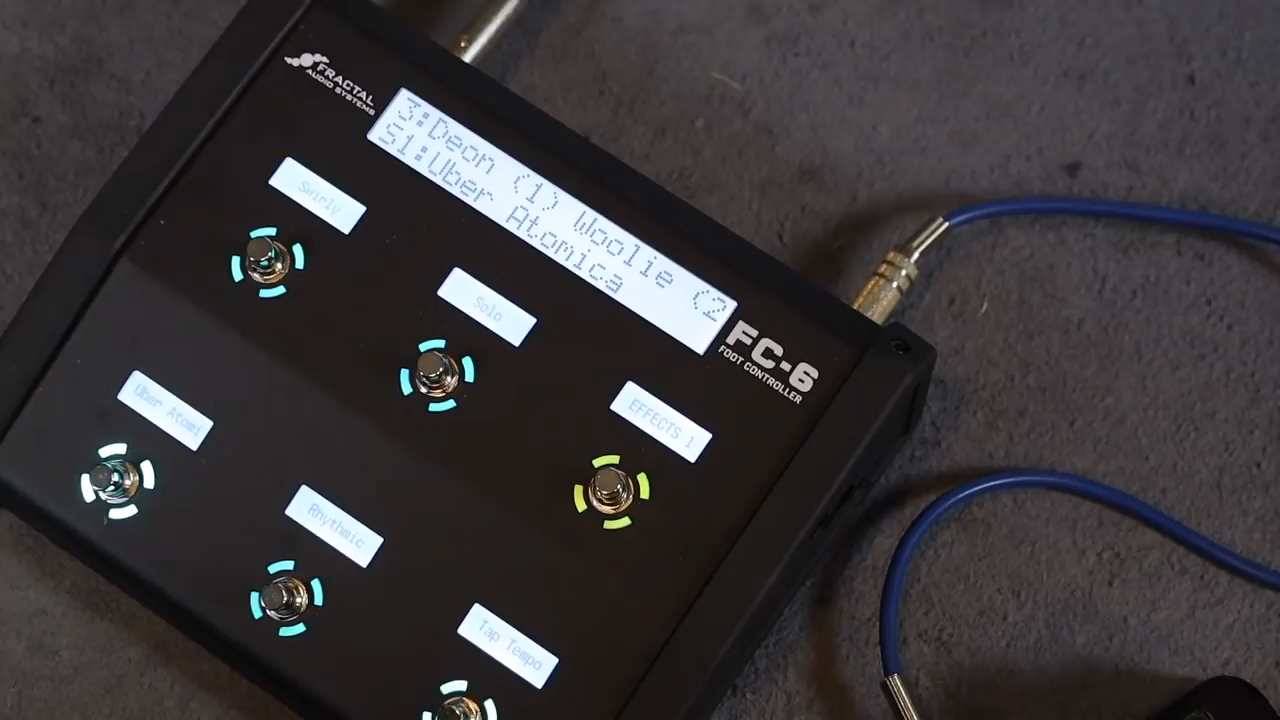 FRACTAL
AUDIO SYSTEMS
3:Deon (1) Woolie (2
S1:Uber Atomica
FC-6
FOOT CONTROLLER
Swirly
Solo
EFFECTS 1
Uber Atomi
Rhythmic
Tap Tempo